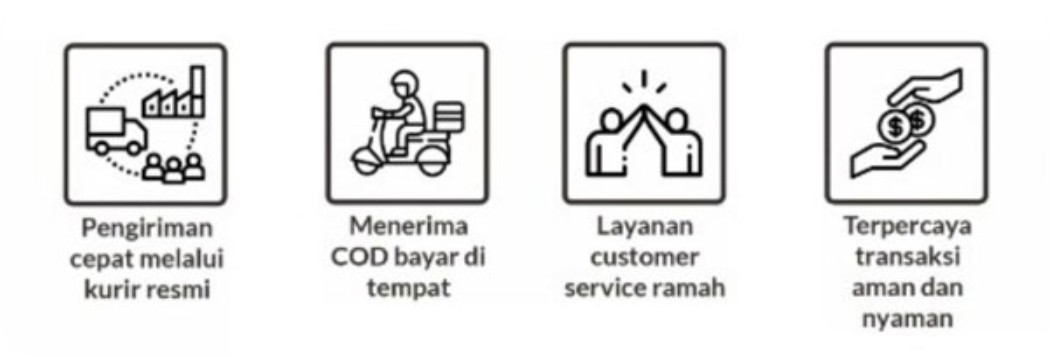 Pengiriman
cepat melalui
kurir resmi
Menerima
COD bayar di
tempat
Layanan
customer
service ramah
Terpercaya
transaksi
aman dan
nyaman